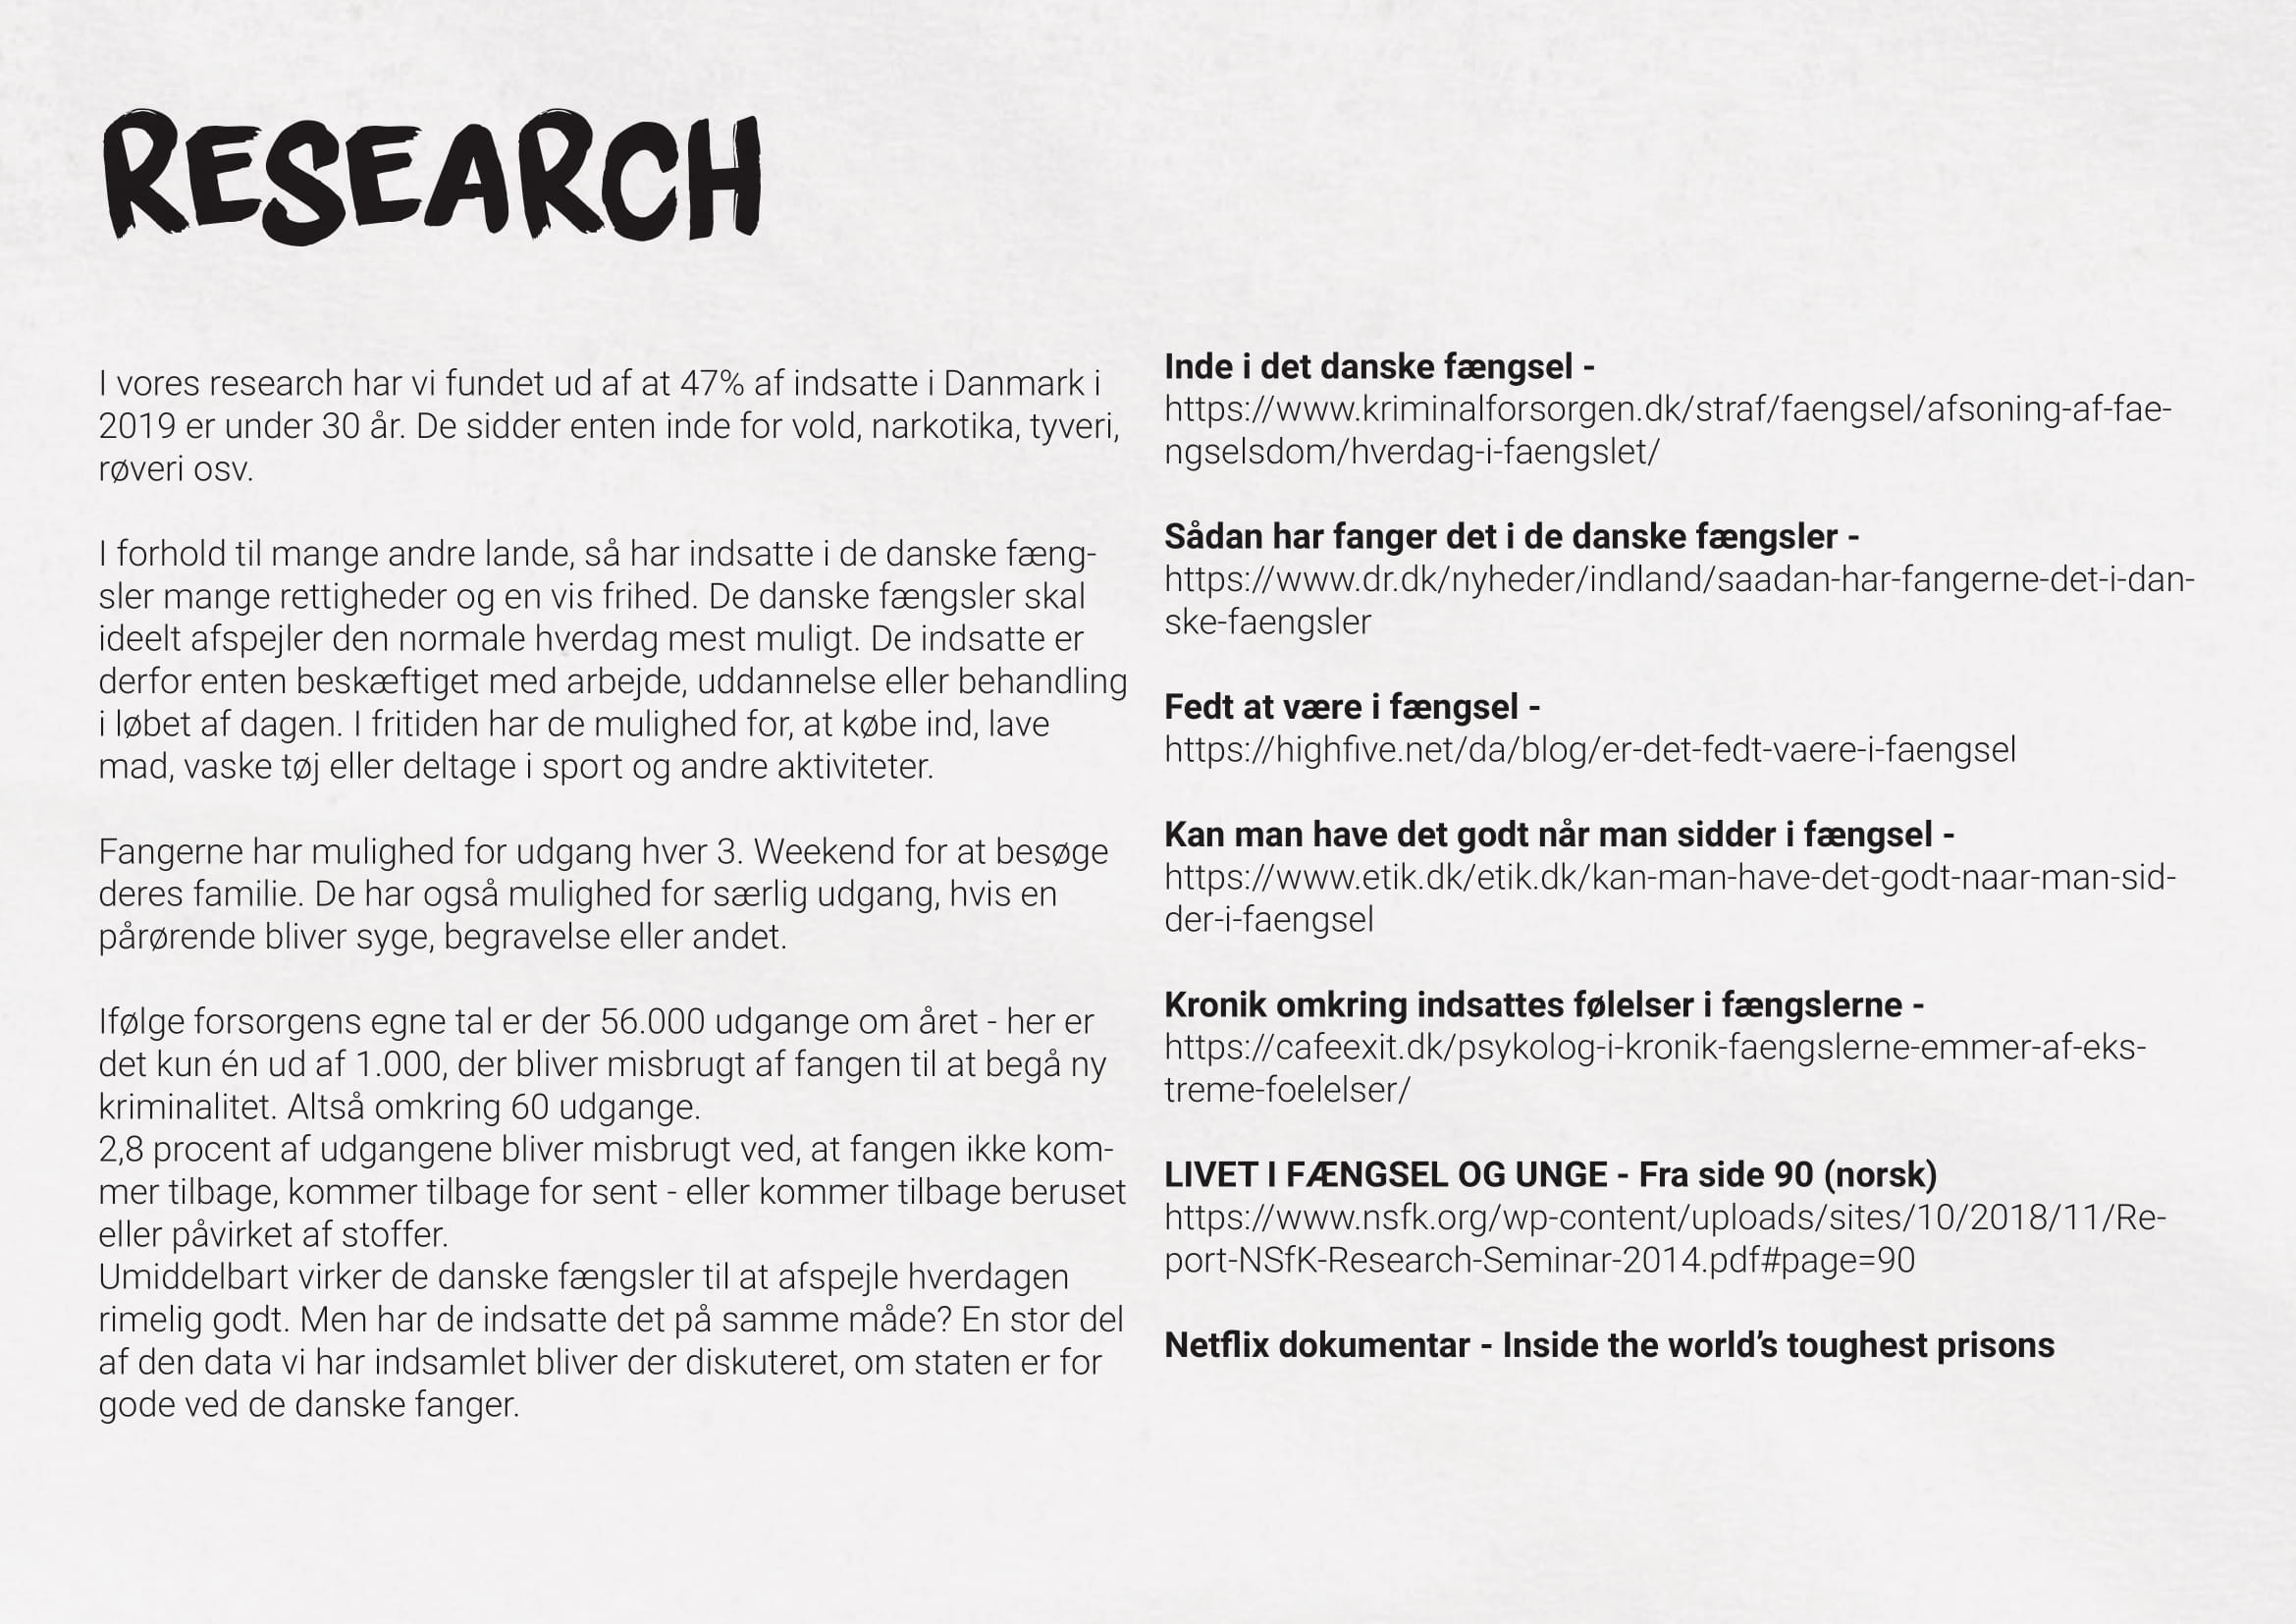 RESEARCH
I vores research har vi fundet ud af at 47% af indsatte i Danmark i
2019 er under 30 år. De sidder enten inde for vold, narkotika, tyveri,
røveri osv.
I forhold til mange andre lande, så har indsatte i de danske fæng-
sler mange rettigheder og en vis frihed. De danske fængsler skal
ideelt afspejler den normale hverdag mest muligt. De indsatte er
derfor enten beskæftiget med arbejde, uddannelse eller behandling
i løbet af dagen. I fritiden har de mulighed for, at købe ind, lave
mad, vaske tøj eller deltage i sport og andre aktiviteter.
Fangerne har mulighed for udgang hver 3. Weekend for at besøge
deres familie. De har også mulighed for særlig udgang, hvis en
pårørende bliver syge, begravelse eller andet.
Ifølge forsorgens egne tal er der 56.000 udgange om året - her er
det kun én ud af 1.000, der bliver misbrugt af fangen til at begå ny
kriminalitet. Altså omkring 60 udgange.
2,8 procent af udgangene bliver misbrugt ved, at fangen ikke kom-
mer tilbage, kommer tilbage for sent - eller kommer tilbage beruset
eller påvirket af stoffer.
Umiddelbart virker de danske fængsler til at afspejle hverdagen
rimelig godt. Men har de indsatte det på samme måde? En stor del
af den data vi har indsamlet bliver der diskuteret, om staten er for
gode ved de danske fanger.
Inde i det danske fængsel -
https://www.kriminalforsorgen.dk/straf/faengsel/afsoning-af-fae-
ngselsdom/hverdag-i-faengslet/
Sådan har fanger det i de danske fængsler -
https://www.dr.dk/nyheder/indland/saadan-har-fangerne-det-i-dan-
ske-faengsler
Fedt at være i fængsel -
https://highfive.net/da/blog/er-det-fedt-vaere-i-faengsel
Kan man have det godt når man sidder i fængsel -
https://www.etik.dk/etik.dk/kan-man-have-det-godt-naar-man-sid-
der-i-faengsel
Kronik omkring indsattes følelser i fængslerne -
https://cafeexit.dk/psykolog-i-kronik-faengslerne-emmer-af-eks-
treme-foelelser/
LIVET I FÆNGSEL OG UNGE - Fra side 90 (norsk)
https://www.nsfk.org/wp-content/uploads/sites/10/2018/11/Re-
port-NSfK-Research-Seminar-2014.pdf#page=90
Netflix dokumentar - Inside the world’s toughest prisons